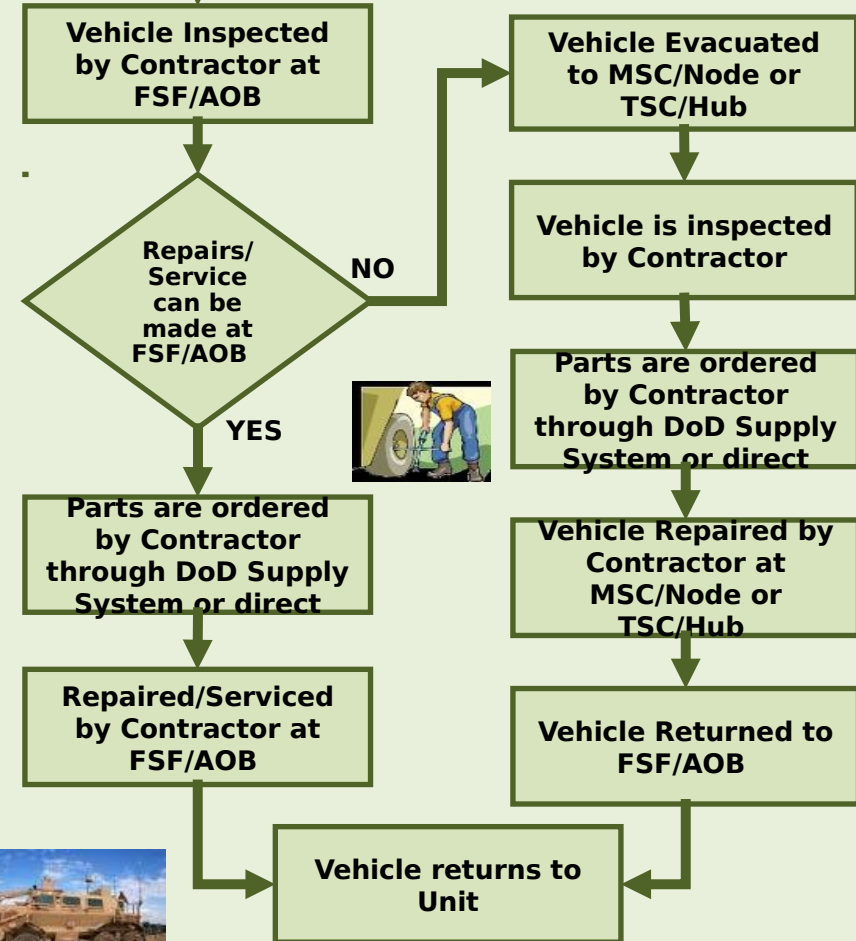 Vehicle Inspected
by Contractor at
FSF/AOB
Repairs/
Service
can be
made at
FSF/AOB
NO
YES
Parts are ordered
by Contractor
through DoD Supply
System or direct
Repaired/Serviced
by Contractor at
FSF/AOB
Vehicle Evacuated
to MSC/Node or
TSC/Hub
Vehicle is inspected
by Contractor
Parts are ordered
by Contractor
through DoD Supply
System or direct
Vehicle Repaired by
Contractor at
MSC/Node or
TSC/Hub
Vehicle Returned to
FSF/AOB
Vehicle returns to
Unit